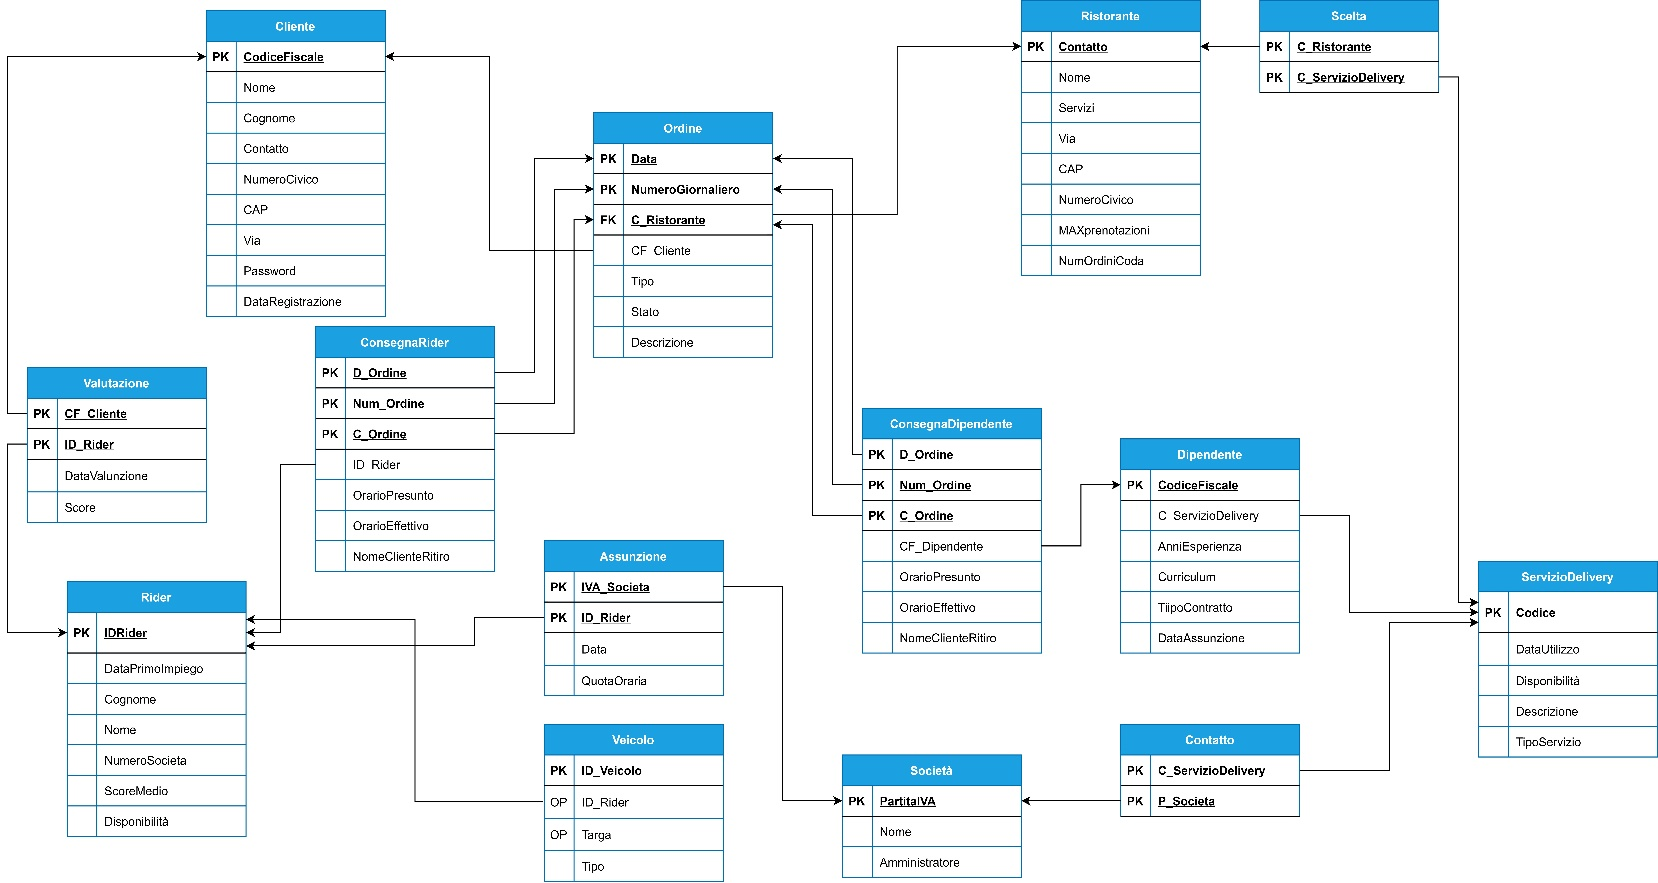 Cliente
PK CodiceFiscale
Nome
Cognome
Contatto
NumeroCivico
CAP
Via
Password
DataRegistrazione
Ordine
PK Data
PK NumeroGiornaliero
FK C_Ristorante
CF_Cliente
Tipo
Stato
Descrizione
Ristorante
PK Contatto
Nome
Servizi
Via
CAP
NumeroCivico
MAXprenotazioni
NumOrdiniCoda
Scelta
PK C_Ristorante
PK C_ServizioDelivery
ConsegnaRider
PK D_Ordine
PK Num_Ordine
PK C_Ordine
ID_Rider
OrarioPresunto
OrarioEffettivo
NomeClienteRitiro
Valutazione
PK CF_Cliente
PK ID_Rider
DataValunzione
Score
ConsegnaDipendente
PK D_Ordine
PK Num_Ordine
PK C_Ordine
CF_Dipendente
OrarioPresunto
OrarioEffettivo
NomeClienteRitiro
Dipendente
PK CodiceFiscale
C_ServizioDelivery
AnniEsperienza
Curriculum
TiipoContratto
DataAssunzione
Assunzione
PK IVA_Societa
PK ID_Rider
Data
QuotaOraria
ServizioDelivery
PK Codice
DataUtilizzo
Disponibilità
Descrizione
TipoServizio
Rider
PK IDRider
DataPrimoImpiego
Cognome
Nome
NumeroSocieta
ScoreMedio
Disponibilità
Veicolo
PK ID_Veicolo
OP ID_Rider
OP Targa
Tipo
Società
PK PartitaIVA
Nome
Amministratore
Contatto
PK C_ServizioDelivery
PK P_Societa